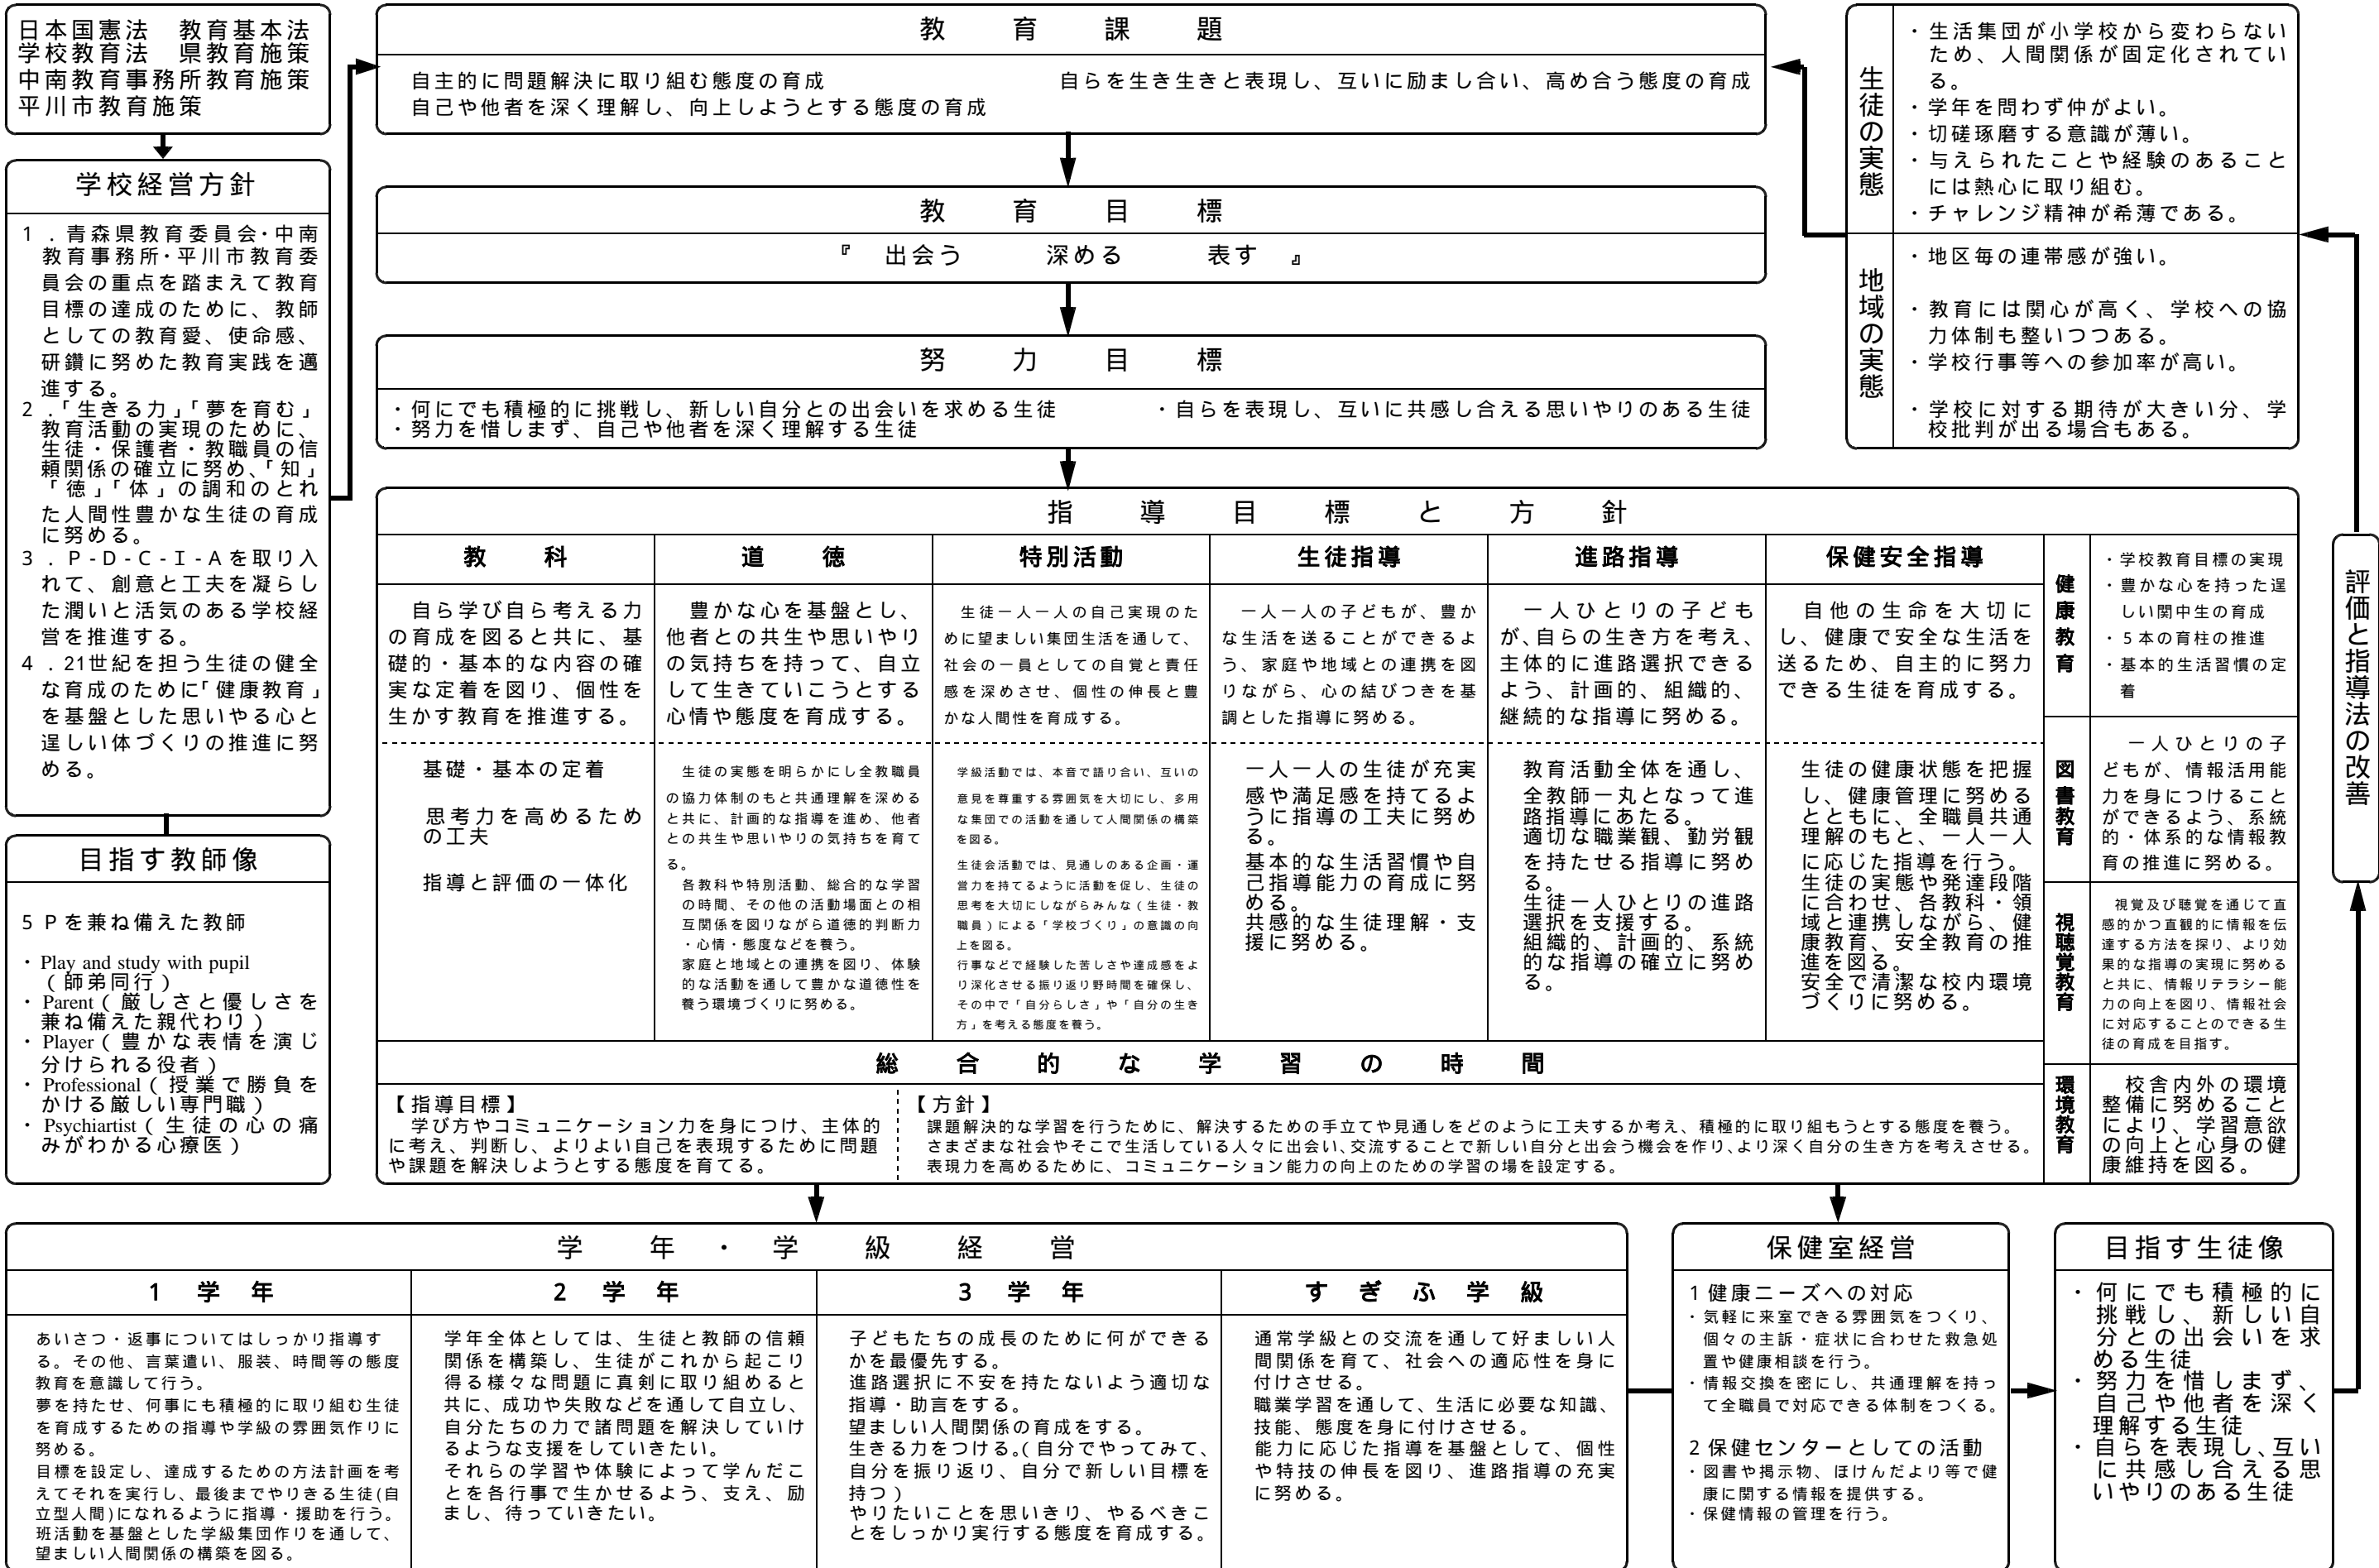 日本国憲法　教育基本法
学校教育法　県教育施策
中南教育事務所教育施策
平川市教育施策
学校経営方針
1．青森県教育委員会・中南
教育事務所・平川市教育委
員会の重点を踏まえて教育
目標の達成のために、教師
としての教育愛、使命感、
研鑽に努めた教育実践を邁
進する。
2．「生きる力」「夢を育む」
教育活動の実現のために、
生徒・保護者・教職員の信
頼関係の確立に努め、「知」
「徳」「体」の調和のとれ
た人間性豊かな生徒の育成
に努める。
3．P-D-C-I-Aを取り入
れて、創意と工夫を凝らし
た潤いと活気のある学校経
営を推進する。
4．21世紀を担う生徒の健全
な育成のために「健康教育」
を基盤とした思いやる心と
逞しい体づくりの推進に努
める。
目指す教師像
5 Pを兼ね備えた教師
・Play and study with pupil
（師弟同行）
・Parent（厳しさと優しさを
兼ね備えた親代わり）
・Player（豊かな表情を演じ
分けられる役者）
・Professional（授業で勝負を
かける厳しい専門職）
・Psychiartist（生徒の心の痛
みがわかる心療医）
教育課題
自主的に問題解決に取り組む態度の育成　自らを生き生きと表現し、互いに励まし合い、高め合う態度の育成
自己や他者を深く理解し、向上しようとする態度の育成
教育目標
『　出会う　深める　表す　』
努力目標
・何にでも積極的に挑戦し、新しい自分との出会いを求める生徒　・自らを表現し、互いに共感し合える思いやりのある生徒
・努力を惜しまず、自己や他者を深く理解する生徒
生徒の実態
・生活集団が小学校から変わらない
ため、人間関係が固定化されてい
る。
・学年を問わず仲がよい。
・切磋琢磨する意識が薄い。
・与えられたことや経験のあること
には熱心に取り組む。
・チャレンジ精神が希薄である。
地域の実態
・地区毎の連帯感が強い。
・教育には関心が高く、学校への協
力体制も整いつつある。
・学校行事等への参加率が高い。
・学校に対する期待が大きい分、学
校批判が出る場合もある。
指導目標と方針
教科
自ら学び自ら考える力
の育成を図ると共に、基
礎的・基本的な内容の確
実な定着を図り、個性を
生かす教育を推進する。
基礎・基本の定着
思考力を高めるため
の工夫
指導と評価の一体化
道徳
豊かな心を基盤とし、
他者との共生や思いやり
の気持ちを持って、自立
して生きていこうとする
心情や態度を育成する。
生徒の実態を明らかにし全教職員
の協力体制のもと共通理解を深める
と共に、計画的な指導を進め、他者
との共生や思いやりの気持ちを育て
る。
各教科や特別活動、総合的な学習
の時間、その他の活動場面との相
互関係を図りながら道徳的判断力
・心情・態度などを養う。
家庭と地域との連携を図り、体験
的な活動を通して豊かな道徳性を
養う環境づくりに努める。
特別活動
生徒一人一人の自己実現のた
めに望ましい集団生活を通して、
社会の一員としての自覚と責任
感を深めさせ、個性の伸長と豊
かな人間性を育成する。
学級活動では、本音で語り合い、互いの
意見を尊重する雰囲気を大切にし、多用
な集団での活動を通して人間関係の構築
を図る。
生徒会活動では、見通しのある企画・運
営力を持てるように活動を促し、生徒の
思考を大切にしながらみんな（生徒・教
職員）による「学校づくり」の意識の向
上を図る。
行事などで経験した苦しさや達成感をよ
り深化させる振り返り野時間を確保し、
その中で「自分らしさ」や「自分の生き
方」を考える態度を養う。
生徒指導
一人一人の子どもが、豊か
な生活を送ることができるよ
う、家庭や地域との連携を図
りながら、心の結びつきを基
調とした指導に努める。
一人一人の生徒が充実
感や満足感を持てるよ
うに指導の工夫に努め
る。
基本的な生活習慣や自
己指導能力の育成に努
める。
共感的な生徒理解・支
援に努める。
進路指導
一人ひとりの子ども
が、自らの生き方を考え、
主体的に進路選択できる
よう、計画的、組織的、
継続的な指導に努める。
教育活動全体を通し、
全教師一丸となって進
路指導にあたる。
適切な職業観、勤労観
を持たせる指導に努め
る。
生徒一人ひとりの進路
選択を支援する。
組織的、計画的、系統
的な指導の確立に努め
る。
保健安全指導
自他の生命を大切に
し、健康で安全な生活を
送るため、自主的に努力
できる生徒を育成する。
生徒の健康状態を把握
し、健康管理に努める
とともに、全職員共通
理解のもと、一人一人
に応じた指導を行う。
生徒の実態や発達段階
に合わせ、各教科・領
域と連携しながら、健
康教育、安全教育の推
進を図る。
安全で清潔な校内環境
づくりに努める。
健康教育
・学校教育目標の実現
・豊かな心を持った逞
しい関中生の育成
・5本の育柱の推進
・基本的生活習慣の定
着
図書教育
一人ひとりの子
どもが、情報活用能
力を身につけること
ができるよう、系統
的・体系的な情報教
育の推進に努める。
視聴覚教育
視覚及び聴覚を通じて直
感的かつ直観的に情報を伝
達する方法を探り、より効
果的な指導の実現に努める
と共に、情報リテラシー能
力の向上を図り、情報社会
に対応することのできる生
徒の育成を目指す。
環境教育
校舎内外の環境
整備に努めること
により、学習意欲
の向上と心身の健
康維持を図る。
総合的な学習の時間
【指導目標】
学び方やコミュニケーション力を身につけ、主体的
に考え、判断し、よりよい自己を表現するために問題
や課題を解決しようとする態度を育てる。
【方針】
課題解決的な学習を行うために、解決するための手立てや見通しをどのように工夫するか考え、積極的に取り組もうとする態度を養う。
さまざまな社会やそこで生活している人々に出会い、交流することで新しい自分と出会う機会を作り、より深く自分の生き方を考えさせる。
表現力を高めるために、コミュニケーション能力の向上のための学習の場を設定する。
評価と指導法の改善
学年・学級経営
1学年
あいさつ・返事についてはしっかり指導す
る。その他、言葉遣い、服装、時間等の態度
教育を意識して行う。
夢を持たせ、何事にも積極的に取り組む生徒
を育成するための指導や学級の雰囲気作りに
努める。
目標を設定し、達成するための方法計画を考
えてそれを実行し、最後までやりきる生徒(自
立型人間)になれるように指導・援助を行う。
班活動を基盤とした学級集団作りを通して、
望ましい人間関係の構築を図る。
2学年
学年全体としては、生徒と教師の信頼
関係を構築し、生徒がこれから起こり
得る様々な問題に真剣に取り組めると
共に、成功や失敗などを通して自立し、
自分たちの力で諸問題を解決していけ
るような支援をしていきたい。
それらの学習や体験によって学んだこ
とを各行事で生かせるよう、支え、励
まし、待っていきたい。
3学年
子どもたちの成長のために何ができる
かを最優先する。
進路選択に不安を持たないよう適切な
指導・助言をする。
望ましい人間関係の育成をする。
生きる力をつける。（自分でやってみて、
自分を振り返り、自分で新しい目標を
持つ）
やりたいことを思いきり、やるべきこ
とをしっかり実行する態度を育成する。
すぎふ学級
通常学級との交流を通して好ましい人
間関係を育て、社会への適応性を身に
付けさせる。
職業学習を通して、生活に必要な知識、
技能、態度を身に付けさせる。
能力に応じた指導を基盤として、個性
や特技の伸長を図り、進路指導の充実
に努める。
保健室経営
1 健康ニーズへの対応
・気軽に来室できる雰囲気をつくり、
個々の主訴・症状に合わせた救急処
置や健康相談を行う。
・情報交換を密にし、共通理解を持っ
て全職員で対応できる体制をつくる。
2 保健センターとしての活動
・図書や掲示物、ほけんだより等で健
康に関する情報を提供する。
・保健情報の管理を行う。
目指す生徒像
・何にでも積極的に
挑戦し、新しい自
分との出会いを求
める生徒
・努力を惜しまず、
自己や他者を深く
理解する生徒
・自らを表現し、互い
に共感し合える思
いやりのある生徒